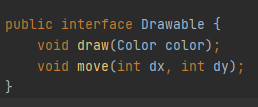 public interface Drawable {
    void draw(Color color);
    void move(int dx, int dy);
}